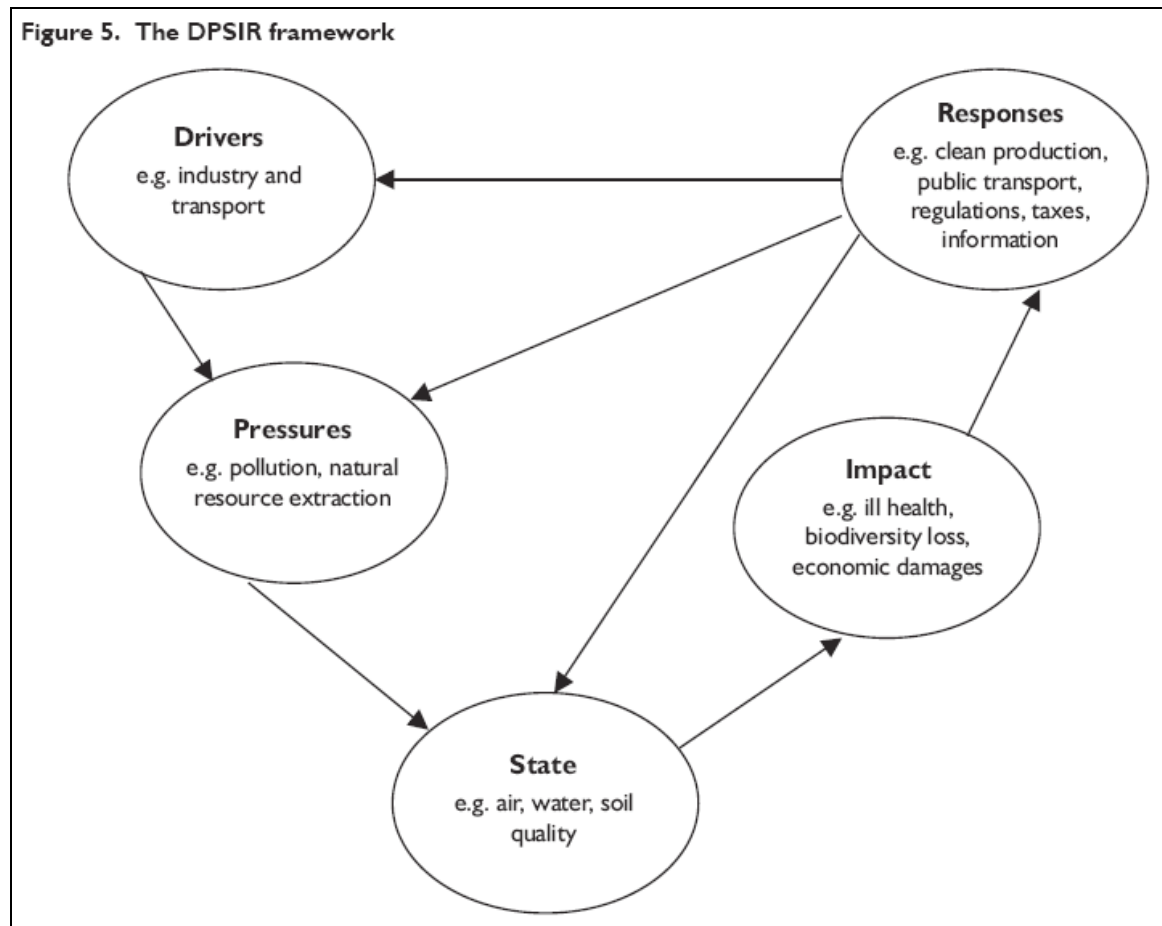 Figure 5. The DPSIR framework
Drivers
e.g. industry and
transport
Responses
e.g. clean production,
public transport,
regulations, taxes,
information
Pressures
e.g. pollution, natural
resource extraction
Impact
e.g. ill health,
biodiversity loss,
economic damages
State
e.g. air, water, soil
quality